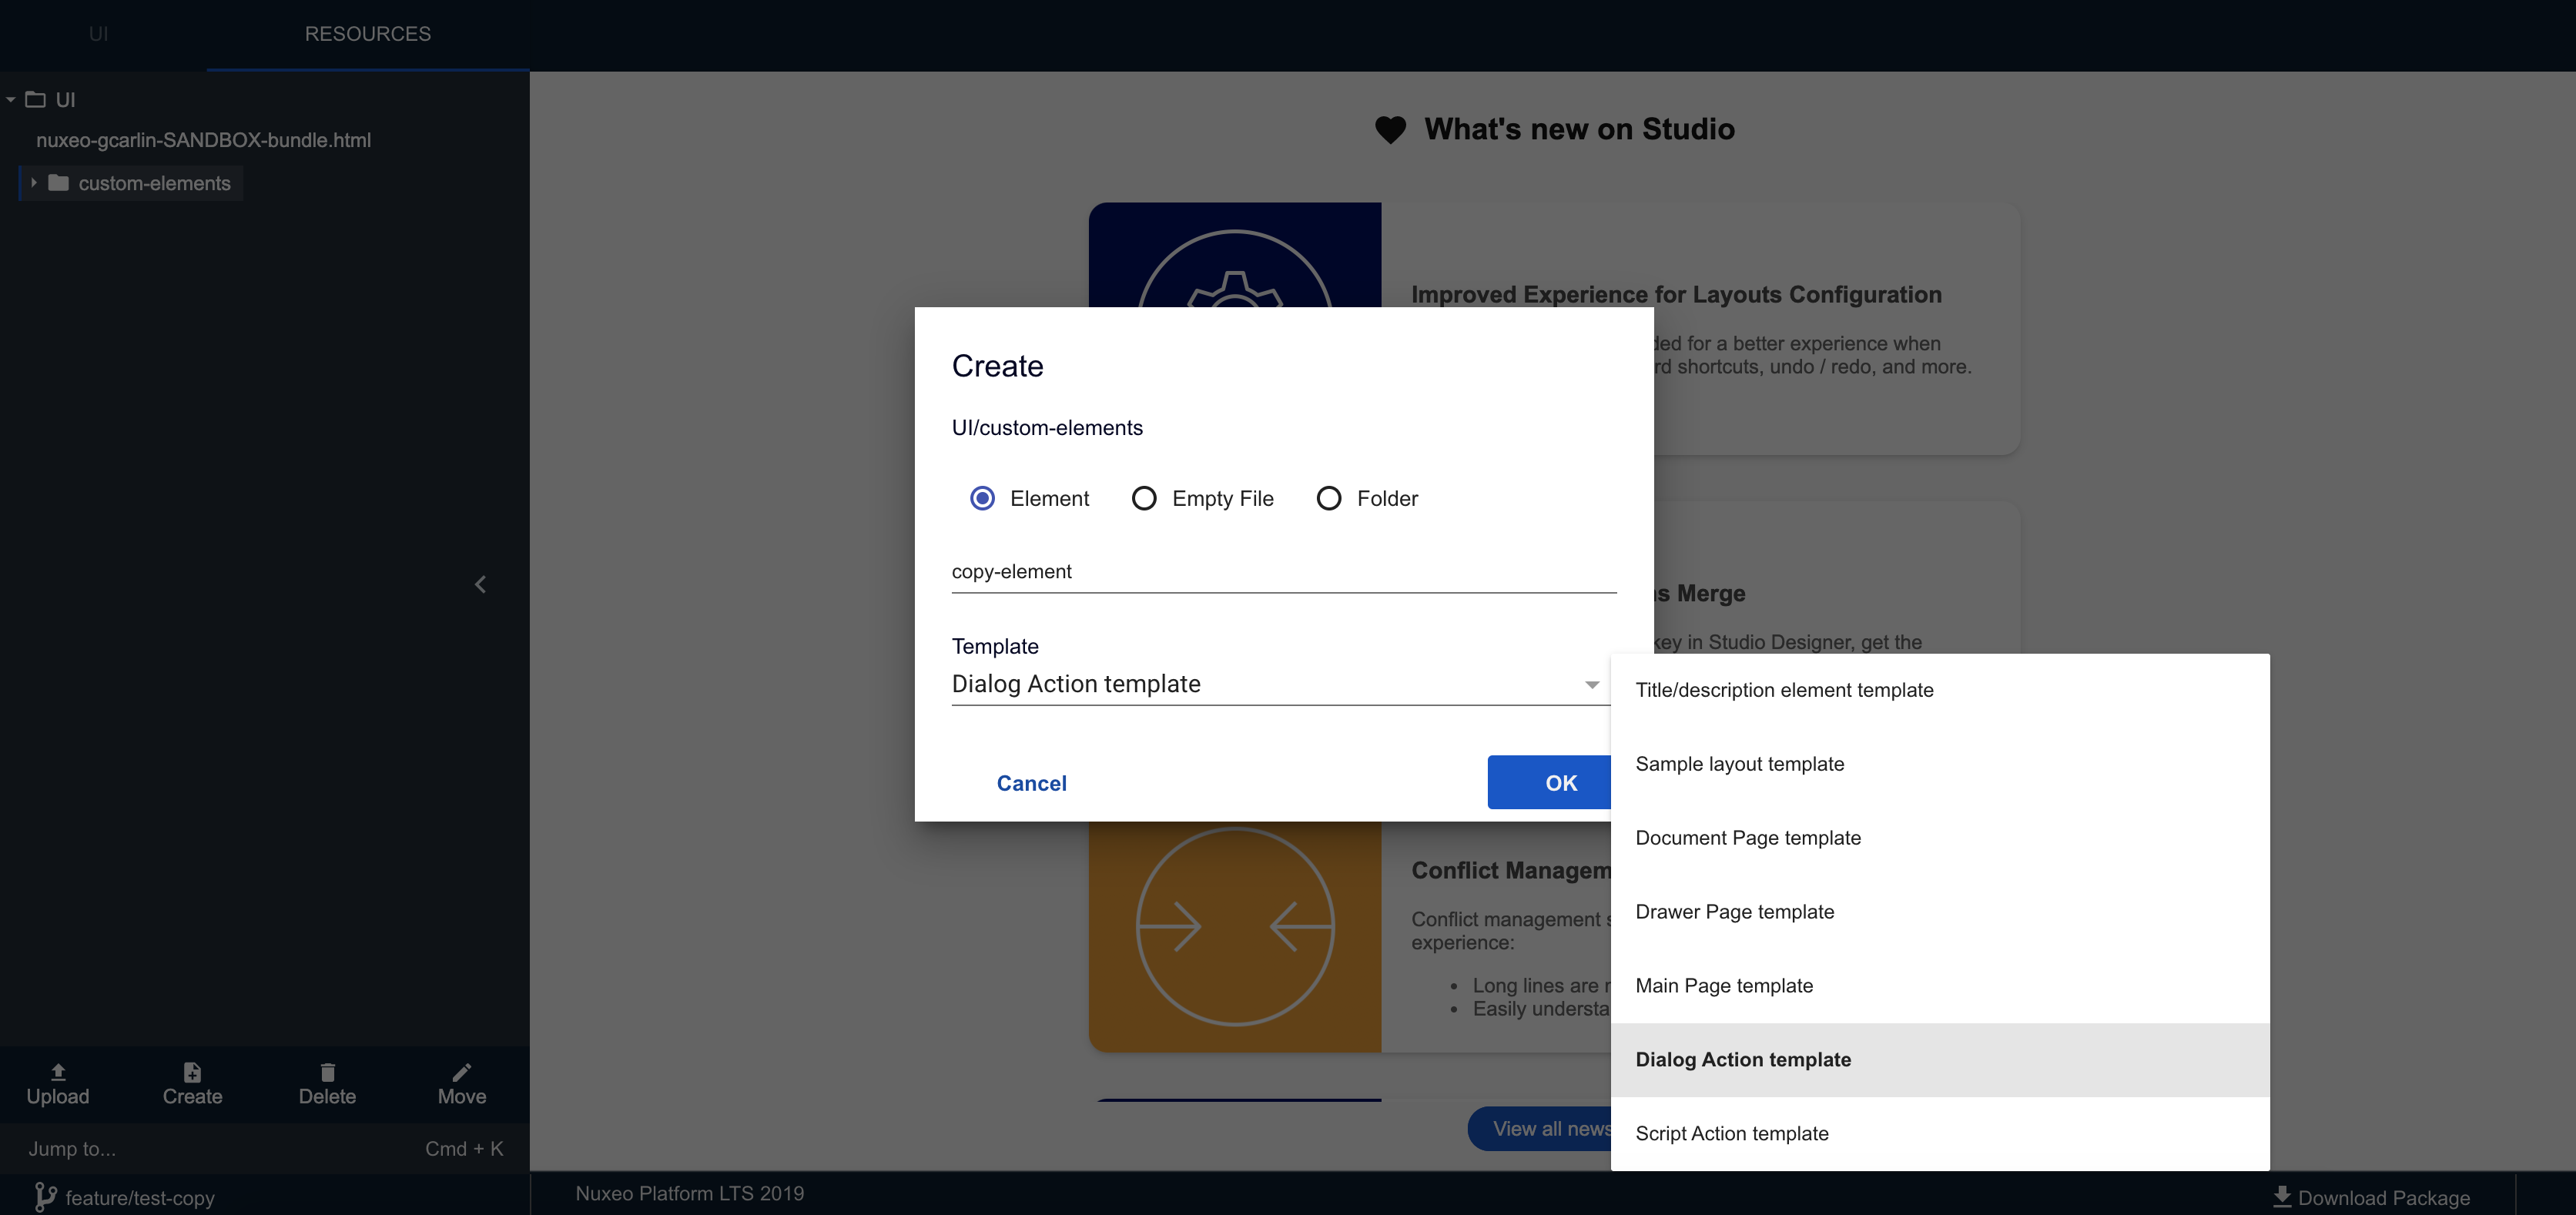 UI
RESOURCES
UI
nuxeo-gcarlin-SANDBOX-bundle.html
custom-elements
What's new on Studio
Improved Experience for Layouts Configuration
for a better experience when
shortcuts, undo / redo, and more.
Create
UI/custom-elements
Element
Empty File
Folder
copy-element
Merge
key in Studio Designer, get the
Template
Dialog Action template
Cancel
OK
Title/description element template
Sample layout template
Document Page template
Drawer Page template
Main Page template
Dialog Action template
Script Action template
Conflict
Conflict management
experience:
• Long lines are
• Easily
View all news
Upload
Create
Delete
Move
Jump to...
Cmd + K
feature/test-copy
Nuxeo Platform LTS 2019
Download Package